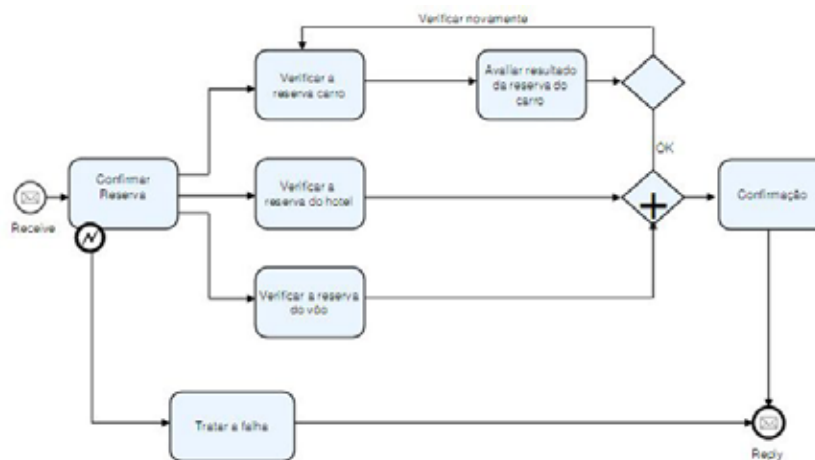 Verificar novamente
Verificar a
reserva carro
Avaliar resultado
da reserva do
carro
OK
Confirmar
Reserva
Verificar a
reserva do hotel
Confirmação
Receive
Verificar a reserva
do vôo
Tratar a falha
Reply